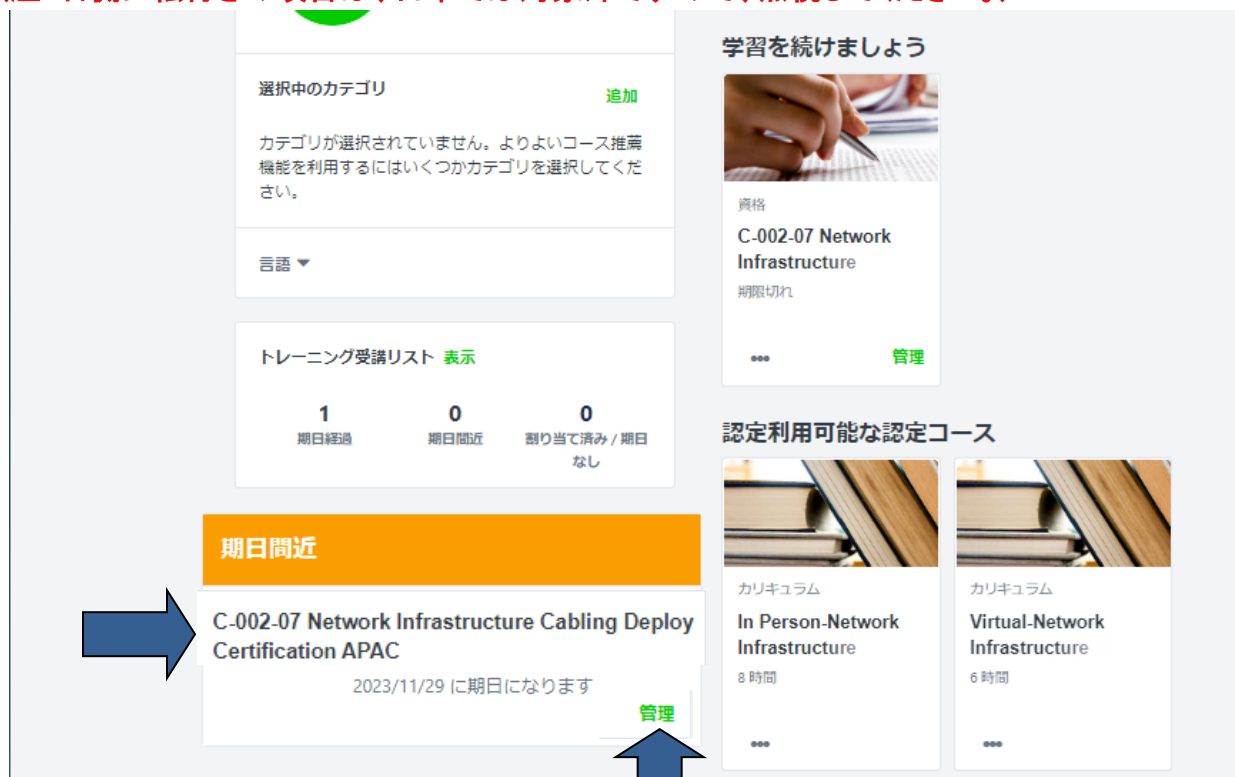 選択中のカテゴリ
追加
カテゴリが選択されていません。よりよいコース推薦
機能を利用するにはいくつかカテゴリを選択してくだ
さい。
言語
トレーニング受講リスト 表示
1
期日経過
0
期日間近
0
割り当て済み / 期日
なし
期日間近
C-002-07 Network Infrastructure Cabling Deploy
Certification APAC
2023/11/29 に期日になります
管理
学習を続けましょう
資格
C-002-07 Network
Infrastructure
期限切れ
管理
認定利用可能な認定コース
カリキュラム
In Person-Network
Infrastructure
8 時間
カリキュラム
Virtual-Network
Infrastructure
6 時間